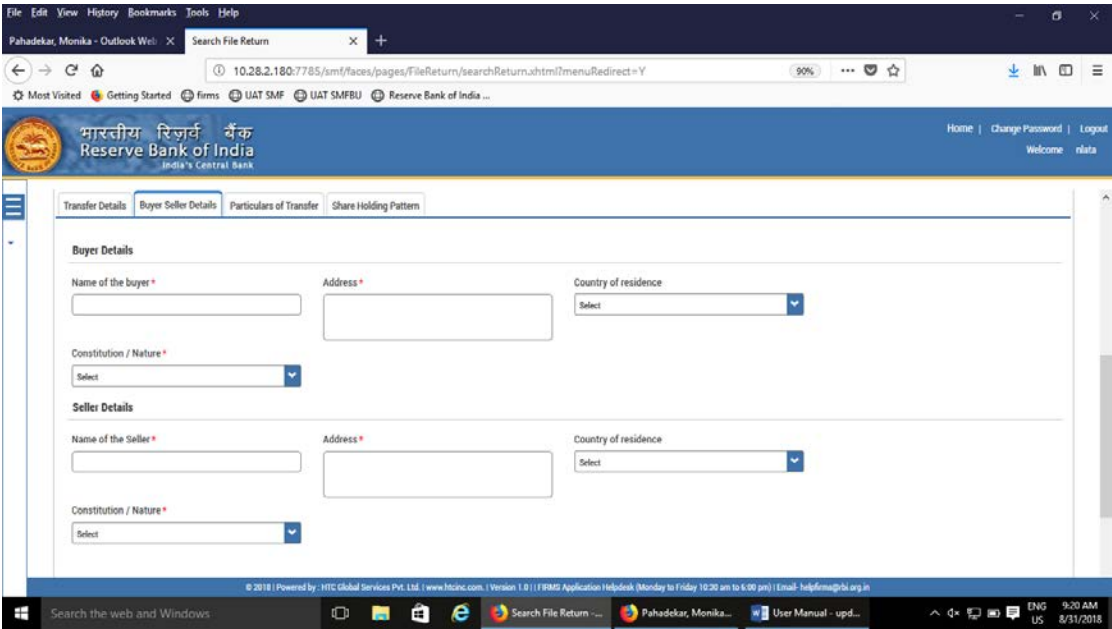 File Edit View History Bookmarks Tools Help
Pahadekar, Monika - Outlook Web × Search File Return × +
10.28.2.180:7785/smf/faces/pages/FileReturn/searchReturn.xhtml?menuRedirect=Y 90%
Most Visited Getting Started firms UAT SMF UAT SMFBU Reserve Bank of India ...
भारतीय रिज़र्व बैंक
Reserve Bank of India
India's Central Bank
Home | Change Password | Logout
Welcome nlata
Transfer Details Buyer Seller Details Particulars of Transfer Share Holding Pattern
Buyer Details
Name of the buyer * Address * Country of residence
Select
Constitution / Nature *
Select
Seller Details
Name of the Seller * Address * Country of residence
Select
Constitution / Nature *
Select
© 2018 | Powered by : HTC Global Services Pvt. Ltd. | www.htcinc.com. | Version 1.0 | | FIRMS Application Helpdesk (Monday to Friday 10:30 am to 6:00 pm) | Email- helpfirms@rbi.org.in
Search the web and Windows Search File Return -... Pahadekar, Monika... User Manual - upd... ENG 9:20 AM
US 8/31/2018